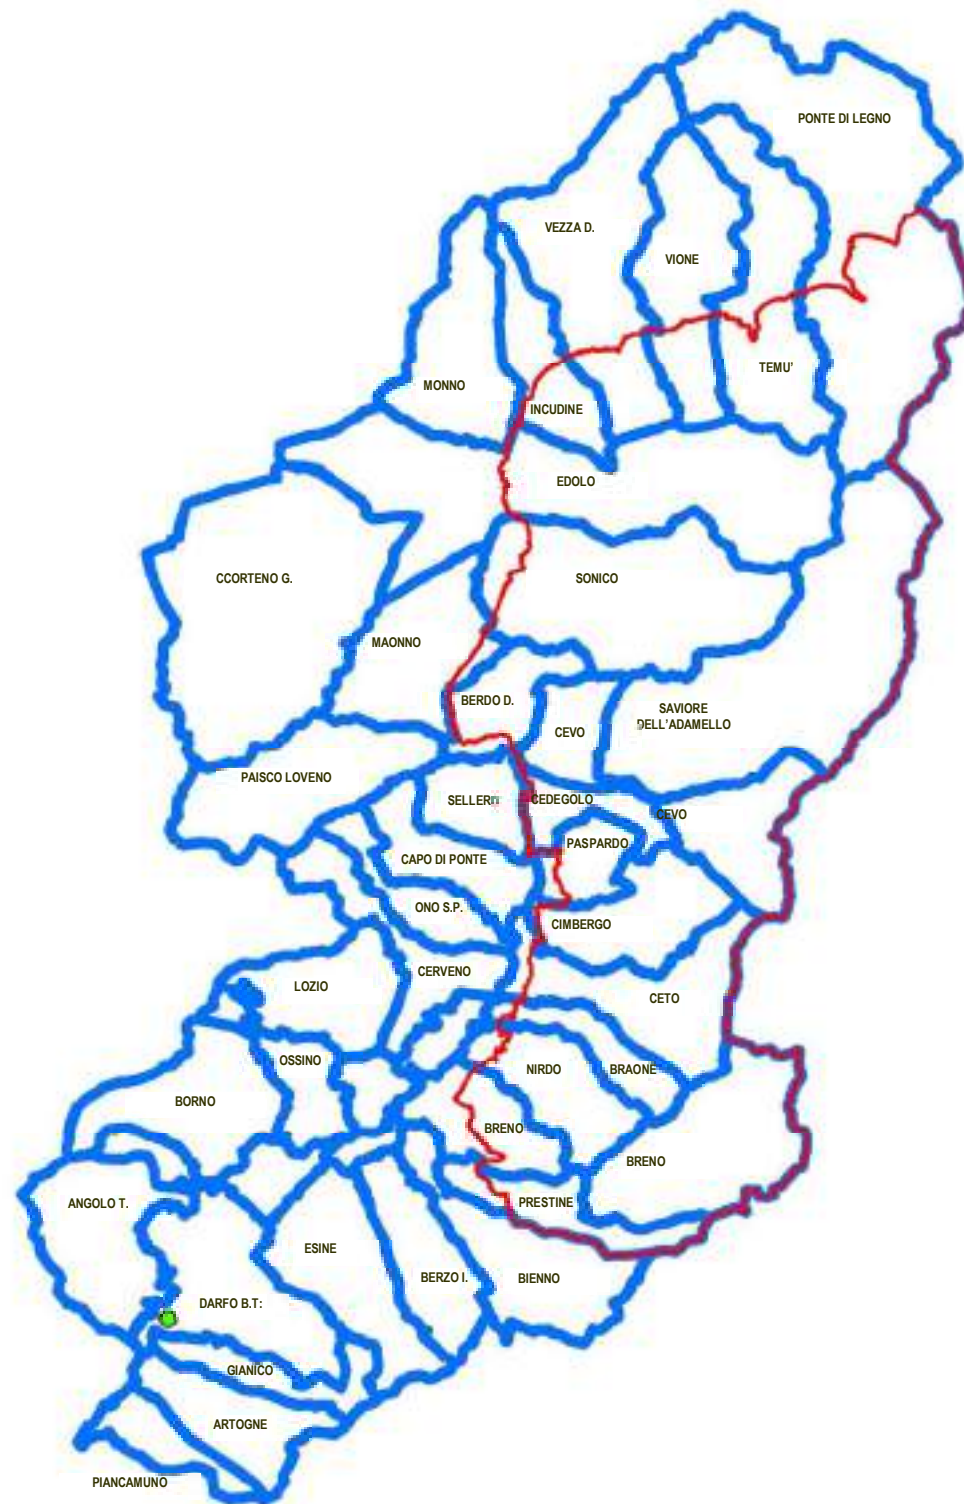 PONTE DI LEGNO
VEZZA D.
VIONE
TEMU'
MONNO
INCUDINE
EDOLO
CCORTENO G.
SONICO
MAONNO
BERDO D.
SAVIORE
DELL'ADAMELLO
CEVO
PAISCO LOVENO
SELLERN
CEDEGOLO
CEVO
PASPARDO
CAPO DI PONTE
ONO S.P.
CIMBERGO
CERVENO
LOZIO
CETO
OSSINO
NIRDO
BRAONE
BORNO
BRENO
BRENO
ANGOLO T.
PRESTINE
ESINE
BERZO I.
BIENNO
DARFO B.T:
GIANICO
ARTOGNE
PIANCAMUNO